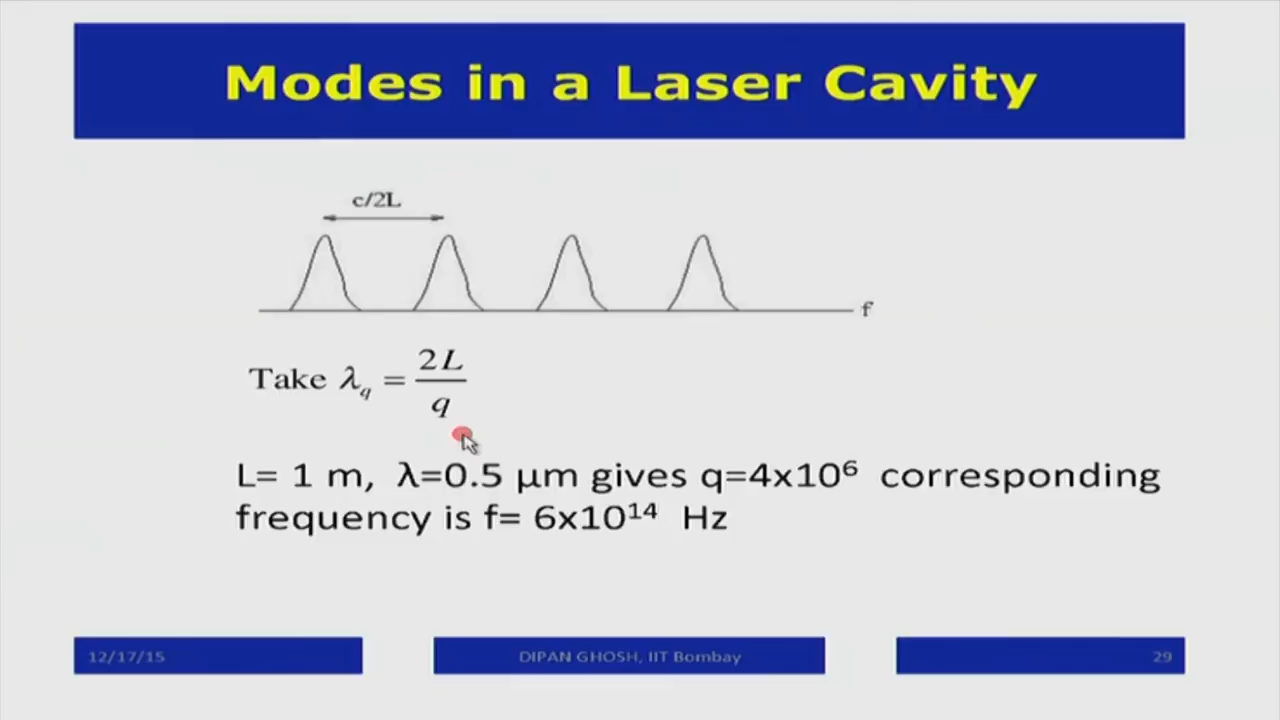 Modes in a Laser Cavity
c/2L
f
Take λq = 2L/q
L= 1 m, λ=0.5 µm gives q=4x10⁶ corresponding
frequency is f= 6x10¹⁴ Hz
12/17/15
DIPAN GHOSH, IIT Bombay
29